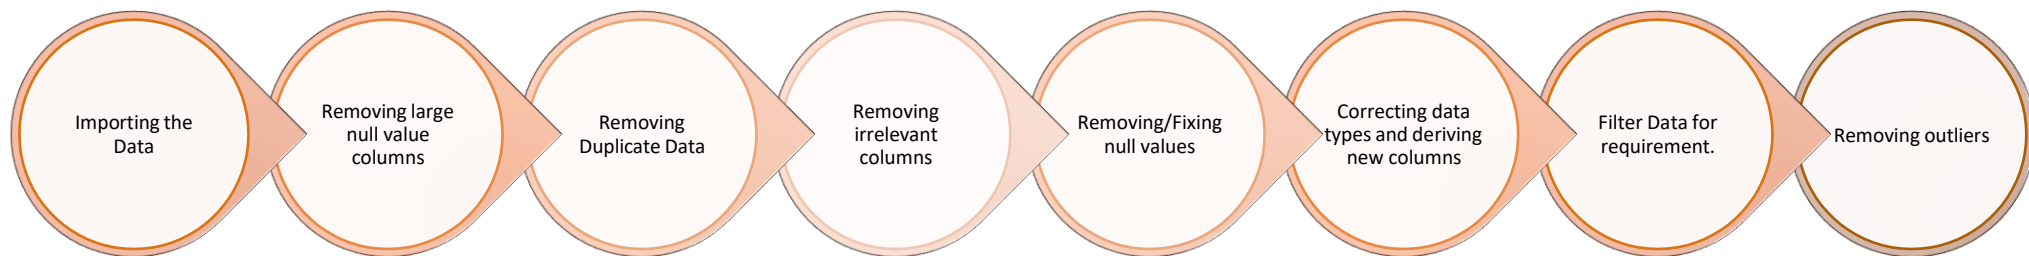 Importing the
Data
Removing large
null value
columns
Removing
Duplicate Data
Removing
irrelevant
columns
Removing/Fixing
null values
Correcting data
types and deriving
new columns
Filter Data for
requirement.
Removing outliers